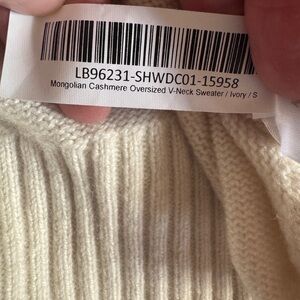 LB96231-SHWDC01-15958
Mongolian Cashmere Oversized V-Neck Sweater / Ivory / S